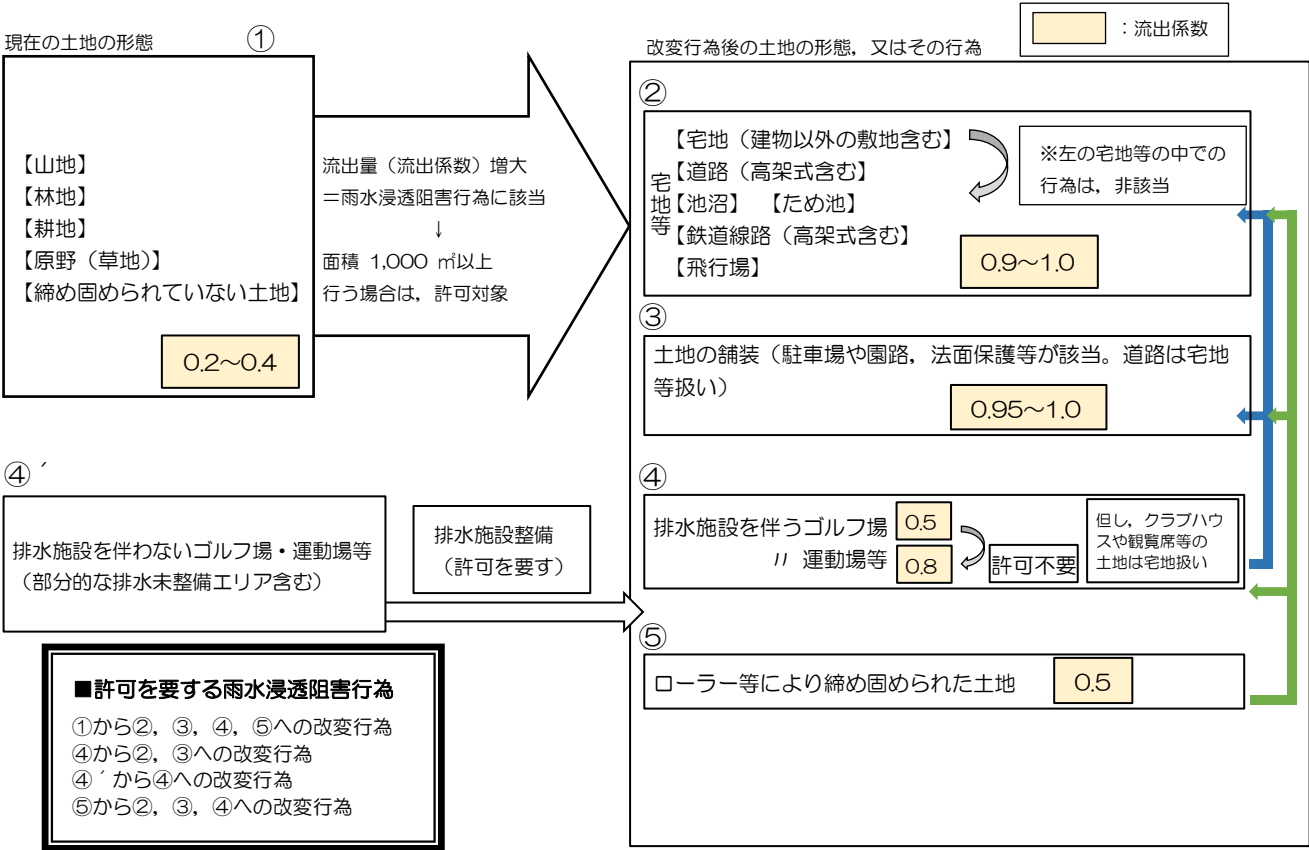 現在の土地の形態
①
【山地】
【林地】
【耕地】
【原野（草地）】
【締め固められていない土地】
0.2～0.4
流出量（流出係数）増大
＝雨水浸透阻害行為に該当
↓
面積 1,000 ㎡以上
行う場合は，許可対象
：流出係数
改変行為後の土地の形態，又はその行為
②
宅地等
【宅地（建物以外の敷地含む】
【道路（高架式含む】
【池沼】 【ため池】
【鉄道線路（高架式含む】
【飛行場】
0.9～1.0
※左の宅地等の中での
行為は，非該当
③
土地の舗装（駐車場や園路，法面保護等が該当。道路は宅地
等扱い）
0.95～1.0
④´
排水施設を伴わないゴルフ場・運動場等
（部分的な排水未整備エリア含む）
排水施設整備
（許可を要す）
④
排水施設を伴うゴルフ場 0.5
〃 運動場等 0.8
許可不要
但し，クラブハウ
スや観覧席等の
土地は宅地扱い
⑤
ローラー等により締め固められた土地 0.5
■許可を要する雨水浸透阻害行為
①から②，③，④，⑤への改変行為
④から②，③への改変行為
④´から④への改変行為
⑤から②，③，④への改変行為